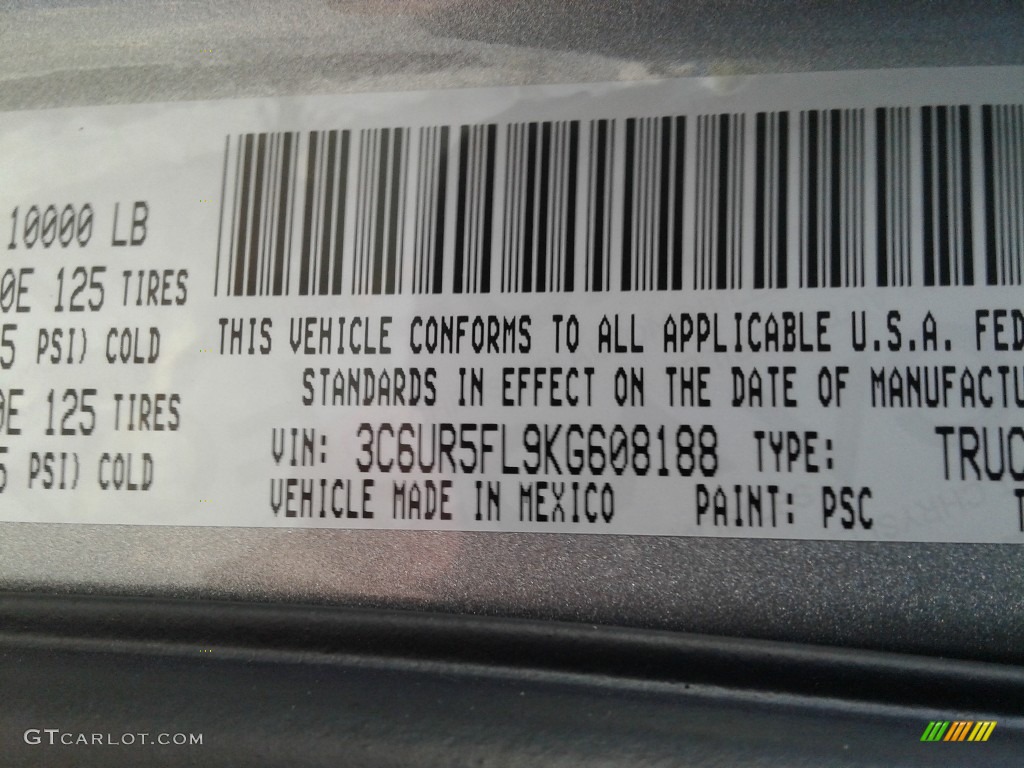 10000 LB
0E 125 TIRES
5 PSI) COLD
0E 125 TIRES
5 PSI) COLD
THIS VEHICLE CONFORMS TO ALL APPLICABLE U.S.A. FED
STANDARDS IN EFFECT ON THE DATE OF MANUFACTU
VIN: 3C6UR5FL9KG608188 TYPE: TRUC
VEHICLE MADE IN MEXICO PAINT: PSC T
GTCARLOT.COM